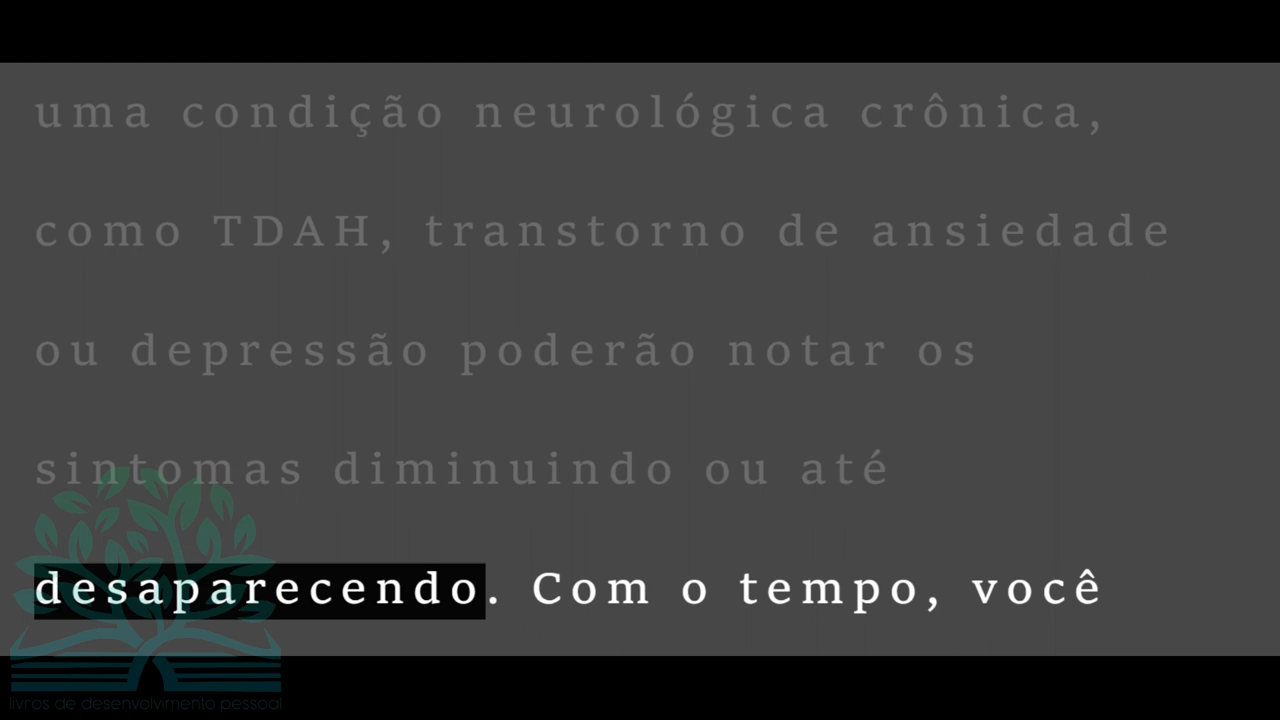 uma condição neurológica crônica,
como TDAH, transtorno de ansiedade
ou depressão poderão notar os
sintomas diminuindo ou até
desaparecendo. Com o tempo, você
livros de desenvolvimento pessoal